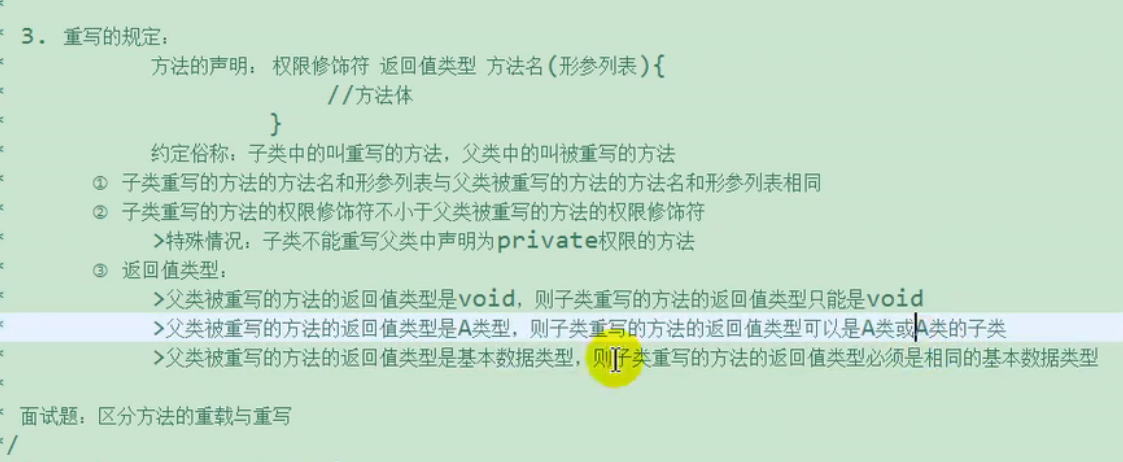 *
* 3. 重写的规定：
* 方法的声明： 权限修饰符 返回值类型 方法名(形参列表){
* //方法体
* }
* 约定俗称：子类中的叫重写的方法，父类中的叫被重写的方法
* ① 子类重写的方法的方法名和形参列表与父类被重写的方法的方法名和形参列表相同
* ② 子类重写的方法的权限修饰符不小于父类被重写的方法的权限修饰符
* >特殊情况：子类不能重写父类中声明为private权限的方法
* ③ 返回值类型：
* >父类被重写的方法的返回值类型是void，则子类重写的方法的返回值类型只能是void
* >父类被重写的方法的返回值类型是A类型，则子类重写的方法的返回值类型可以是A类或A类的子类
* >父类被重写的方法的返回值类型是基本数据类型，则子类重写的方法的返回值类型必须是相同的基本数据类型
*
* 面试题：区分方法的重载与重写
*/